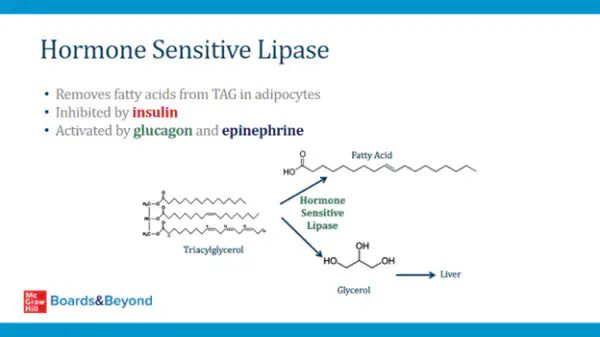 Hormone Sensitive Lipase
• Removes fatty acids from TAG in adipocytes
• Inhibited by insulin
• Activated by glucagon and epinephrine
Fatty Acid
O
HO
Hormone
Sensitive
Lipase
Triacylglycerol
OH
HO
OH
Glycerol
Liver
Mc
Graw
Hill
Boards&Beyond